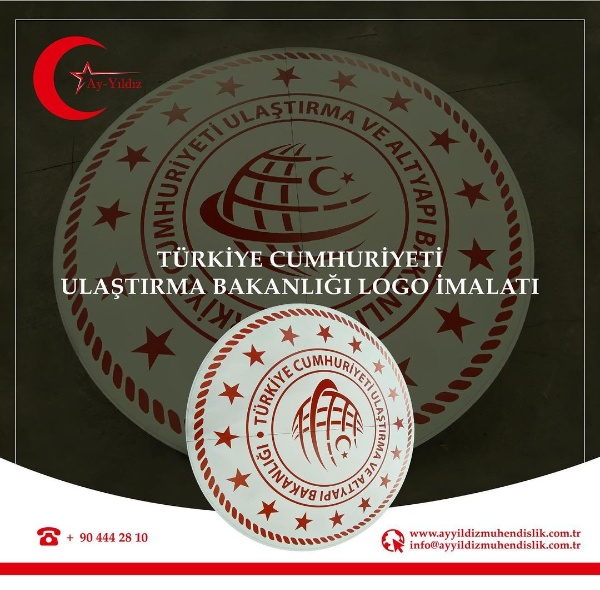 Ay-Yıldız
TÜRKİYE CUMHURİYETİ ULAŞTIRMA VE ALTYAPI BAKANLIĞI
TÜRKİYE CUMHURİYETİ
ULAŞTIRMA BAKANLIĞI LOGO İMALATI
TÜRKİYE CUMHURİYETİ ULAŞTIRMA VE ALTYAPI BAKANLIĞI
+ 90 444 28 10
www.ayyildizmuhendislik.com.tr
info@ayyildizmuhendislik.com.tr